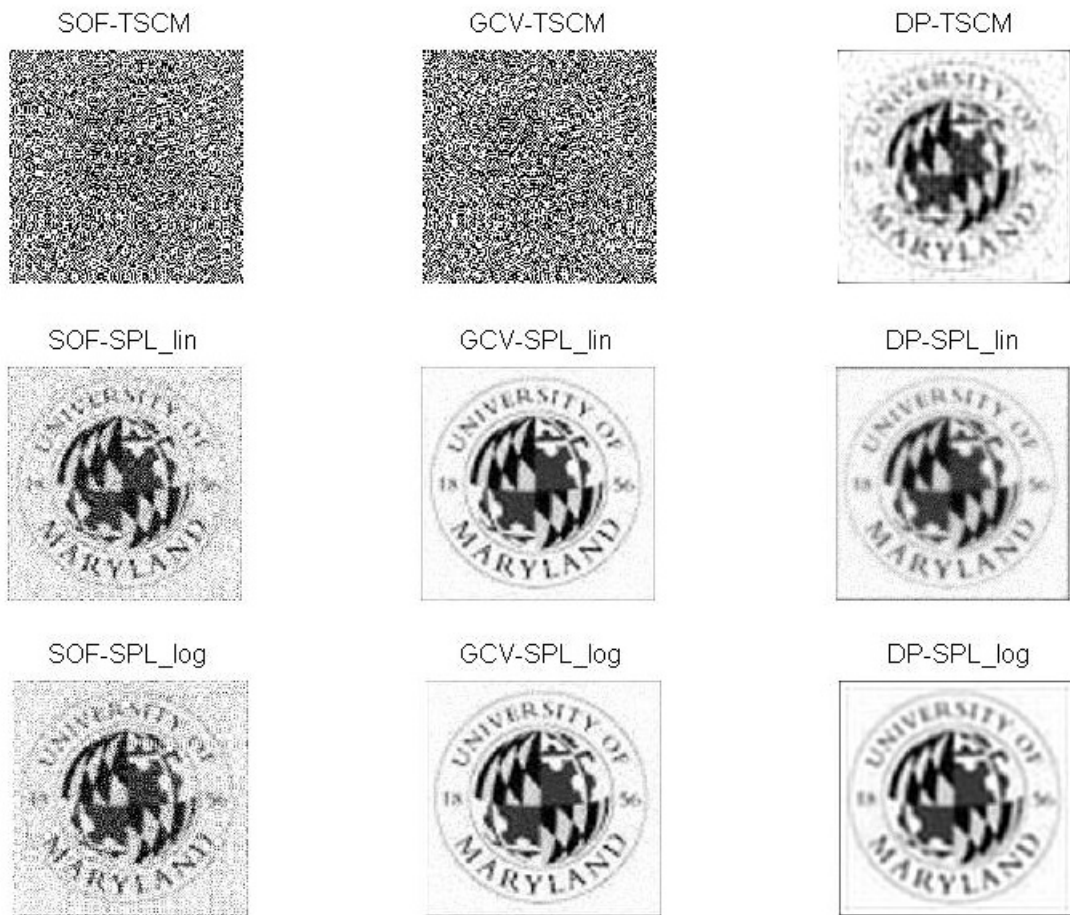 SOF-TSCM GCV-TSCM DP-TSCM
UNIVERSITY OF
18 56
MARYLAND
SOF-SPL_lin GCV-SPL_lin DP-SPL_lin
UNIVERSITY OF UNIVERSITY OF UNIVERSITY OF
18 56 18 56 18 56
MARYLAND MARYLAND MARYLAND
SOF-SPL_log GCV-SPL_log DP-SPL_log
UNIVERSITY OF UNIVERSITY OF UNIVERSITY OF
18 56 18 56 18 56
MARYLAND MARYLAND MARYLAND